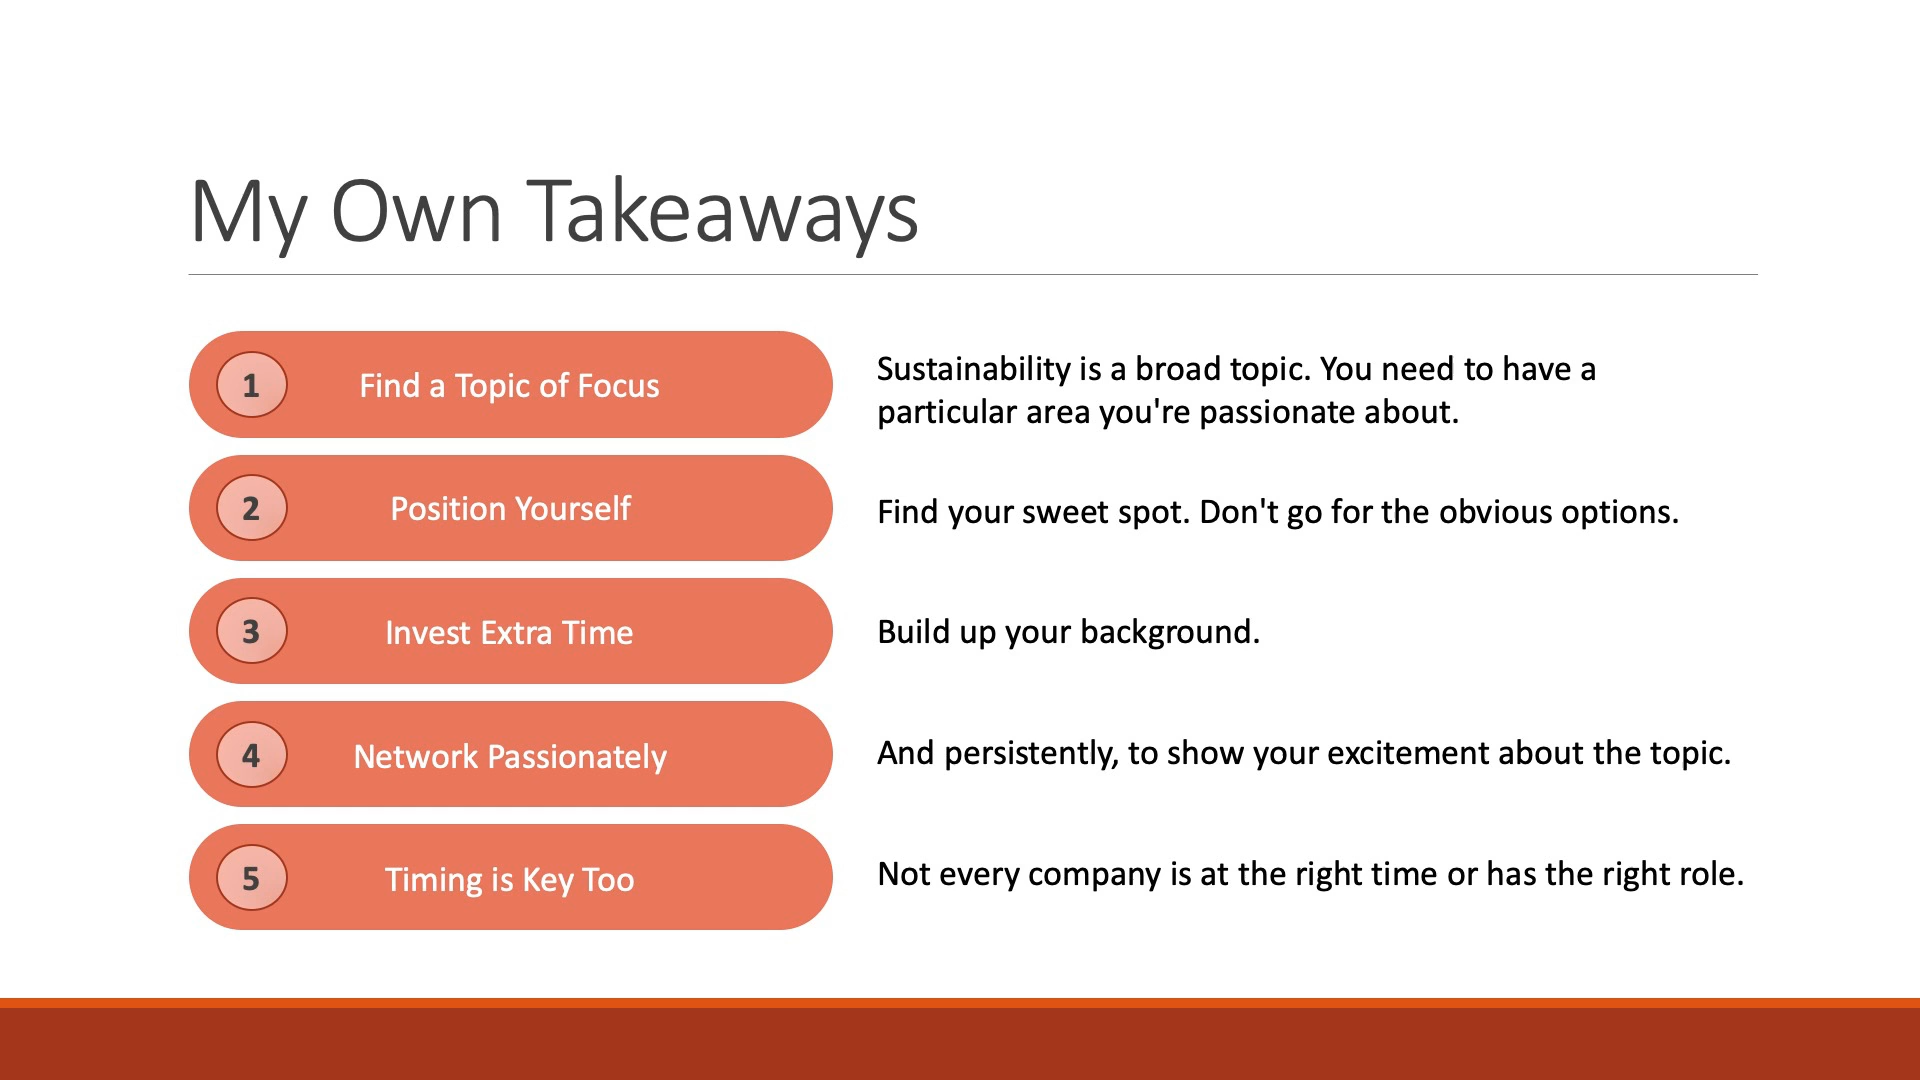 My Own Takeaways
1 Find a Topic of Focus
Sustainability is a broad topic. You need to have a
particular area you're passionate about.
2 Position Yourself
Find your sweet spot. Don't go for the obvious options.
3 Invest Extra Time
Build up your background.
4 Network Passionately
And persistently, to show your excitement about the topic.
5 Timing is Key Too
Not every company is at the right time or has the right role.